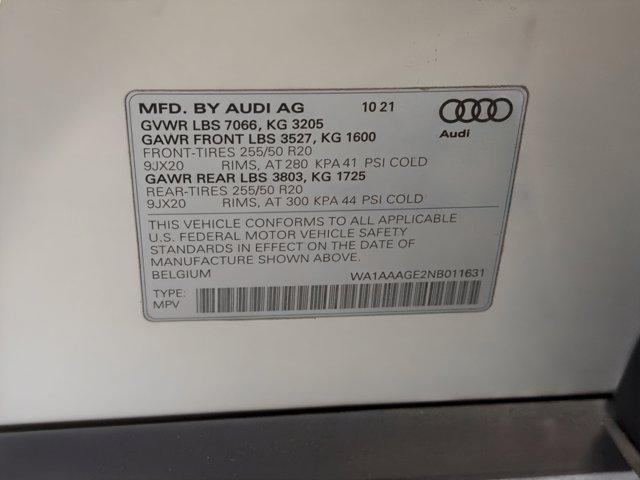 MFD. BY AUDI AG 10 21
Audi
GVWR LBS 7066, KG 3205
GAWR FRONT LBS 3527, KG 1600
FRONT-TIRES 255/50 R20
9JX20 RIMS, AT 280 KPA 41 PSI COLD
GAWR REAR LBS 3803, KG 1725
REAR-TIRES 255/50 R20
9JX20 RIMS, AT 300 KPA 44 PSI COLD
THIS VEHICLE CONFORMS TO ALL APPLICABLE
U.S. FEDERAL MOTOR VEHICLE SAFETY
STANDARDS IN EFFECT ON THE DATE OF
MANUFACTURE SHOWN ABOVE.
BELGIUM WA1AAAGE2NB011631
TYPE:
MPV